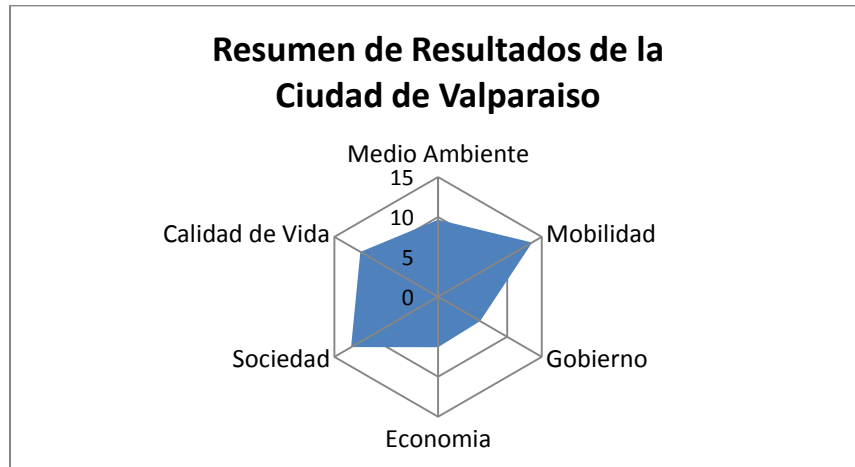 Resumen de Resultados de la
Ciudad de Valparaiso
Medio Ambiente
15
10
5
0
Mobilidad
Gobierno
Economia
Sociedad
Calidad de Vida